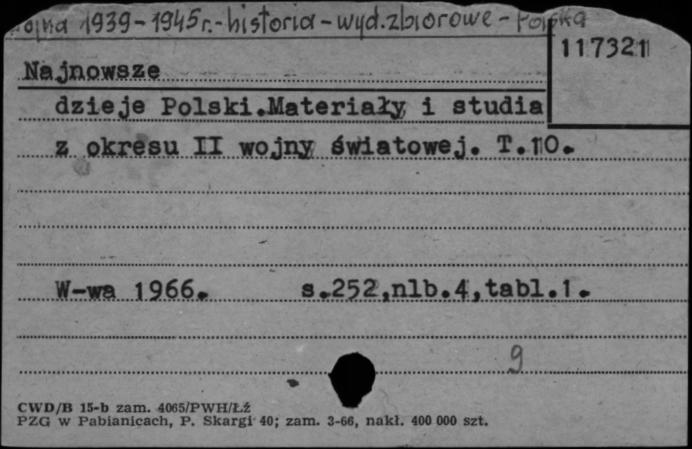 Wojna 1939-1945r.-historia-wyd.zbiorowe-Polska
117321
Najnowsze
dzieje Polski.Materiały i studia
z okresu II wojny światowej. T.10.
W-wa 1966. s.252,nlb.4,tabl.1.
9
CWD/B 15-b zam. 4065/PWH/Łź
PZG w Pabianicach, P. Skargi 40; zam. 3-66, nakł. 400 000 szt.